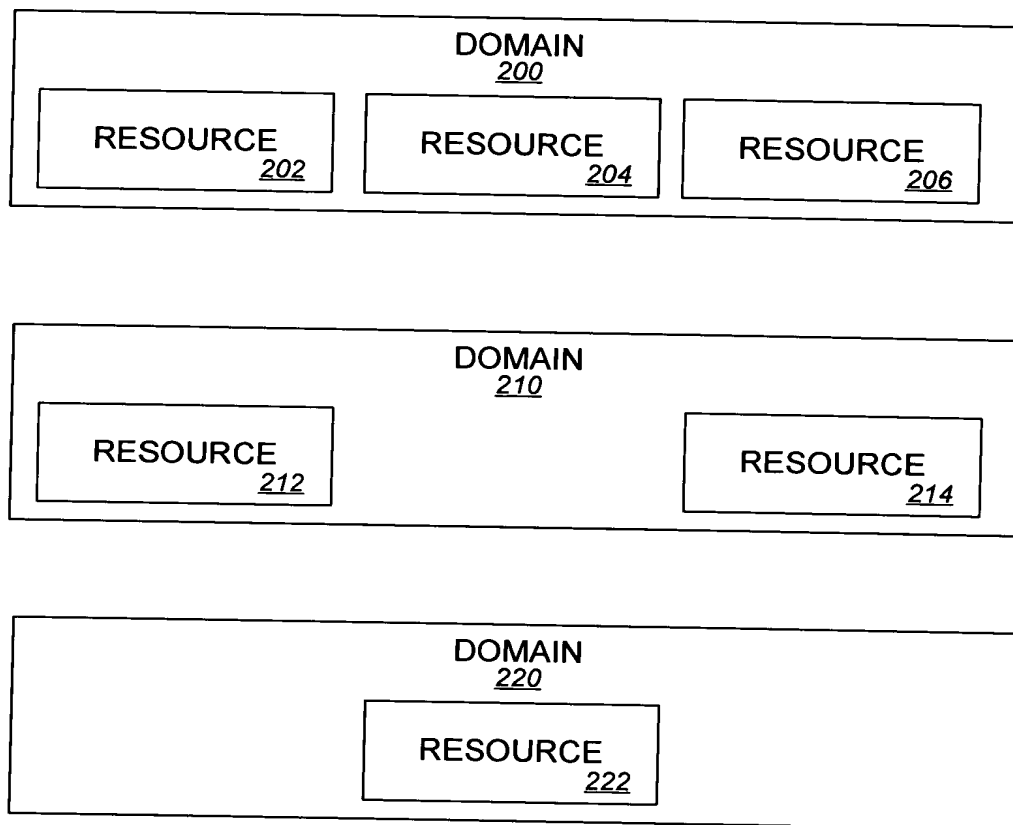 DOMAIN
200
RESOURCE
202
RESOURCE
204
RESOURCE
206
DOMAIN
210
RESOURCE
212
RESOURCE
214
DOMAIN
220
RESOURCE
222